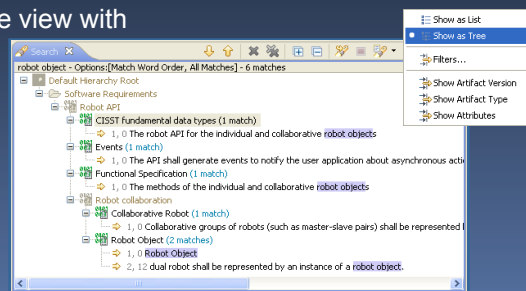 e view with
Show as List
Show as Tree
Filters...
Show Artifact Version
Show Artifact Type
Show Attributes
Search
robot object - Options:[Match Word Order, All Matches] - 6 matches
Default Hierarchy Root
Software Requirements
Robot API
CISST fundamental data types (1 match)
1, 0 The robot API for the individual and collaborative robot objects
Events (1 match)
1, 0 The API shall generate events to notify the user application about asynchronous actio
Functional Specification (1 match)
1, 0 The methods of the individual and collaborative robot objects
Robot collaboration
Collaborative Robot (1 match)
1, 0 Collaborative groups of robots (such as master-slave pairs) shall be represented
Robot Object (2 matches)
1, 0 Robot Object
2, 12 dual robot shall be represented by an instance of a robot object.